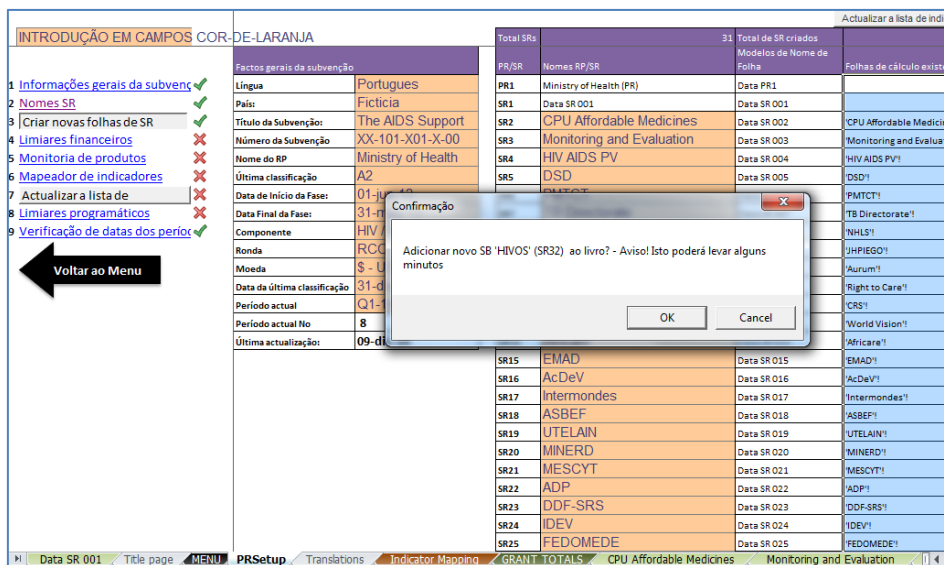 Actualizar a lista de indi
INTRODUÇÃO EM CAMPOS COR-DE-LARANJA
Total SRs 31 Total de SR criados
Factos gerais da subvenção PR/SR Nomes RP/SR Modelos de Nome de Folha Folhas de cálculo existe
1 Informações gerais da subvenç Língua Portugues PR1 Ministry of Health (PR) Data PR1
2 Nomes SR País: Ficticia SR1 Data SR 001 Data SR 001
3 Criar novas folhas de SR Título da Subvenção: The AIDS Support SR2 CPU Affordable Medicines Data SR 002 'CPU Affordable Medicin
4 Limiares financeiros Número da Subvenção XX-101-X01-X-00 SR3 Monitoring and Evaluation Data SR 003 'Monitoring and Evaluat
5 Monitoria de produtos Nome do RP Ministry of Health SR4 HIV AIDS PV Data SR 004 'HIV AIDS PV'!
6 Mapeador de indicadores Última classificação A2 SR5 DSD Data SR 005 'DSD'!
7 Actualizar a lista de Data de Início da Fase: 'PMTCT'!
8 Limiares programáticos Data Final da Fase: 'TB Directorate'!
9 Verificação de datas dos períoc Componente HIV / 'NHLS'!
Ronda RCC 'JHPIEGO'!
Voltar ao Menu Moeda $ - U 'Aurum'!
Data da última classificação 31-d 'Right to Care'!
Período actual Q1-1 'CRS'!
Período actual No 8 'World Vision'!
Última actualização: 09-di 'Africare'!
Confirmação
Adicionar novo SB 'HIVOS' (SR32) ao livro? - Aviso! Isto poderá levar alguns
minutos
OK Cancel
SR15 EMAD Data SR 015 'EMAD'!
SR16 AcDeV Data SR 016 'AcDeV'!
SR17 Intermondes Data SR 017 'Intermondes'!
SR18 ASBEF Data SR 018 'ASBEF'!
SR19 UTELAIN Data SR 019 'UTELAIN'!
SR20 MINERD Data SR 020 'MINERD'!
SR21 MESCYT Data SR 021 'MESCYT'!
SR22 ADP Data SR 022 'ADP'!
SR23 DDF-SRS Data SR 023 'DDF-SRS'!
SR24 IDEV Data SR 024 'IDEV'!
SR25 FEDOMEDE Data SR 025 'FEDOMEDE'!
Data SR 001 Title page MENU PRSetup Translations Indicator Mapping GRANT TOTALS CPU Affordable Medicines Monitoring and Evaluation